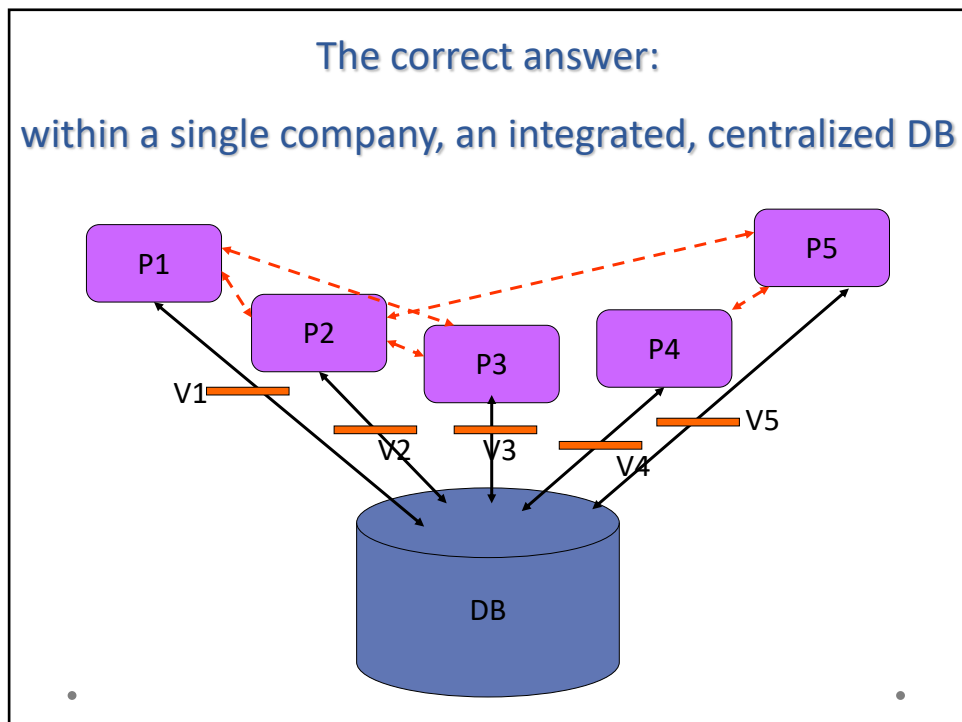 The correct answer:
within a single company, an integrated, centralized DB
P1
P5
P2
P3
P4
V1
V2
V3
V4
V5
DB